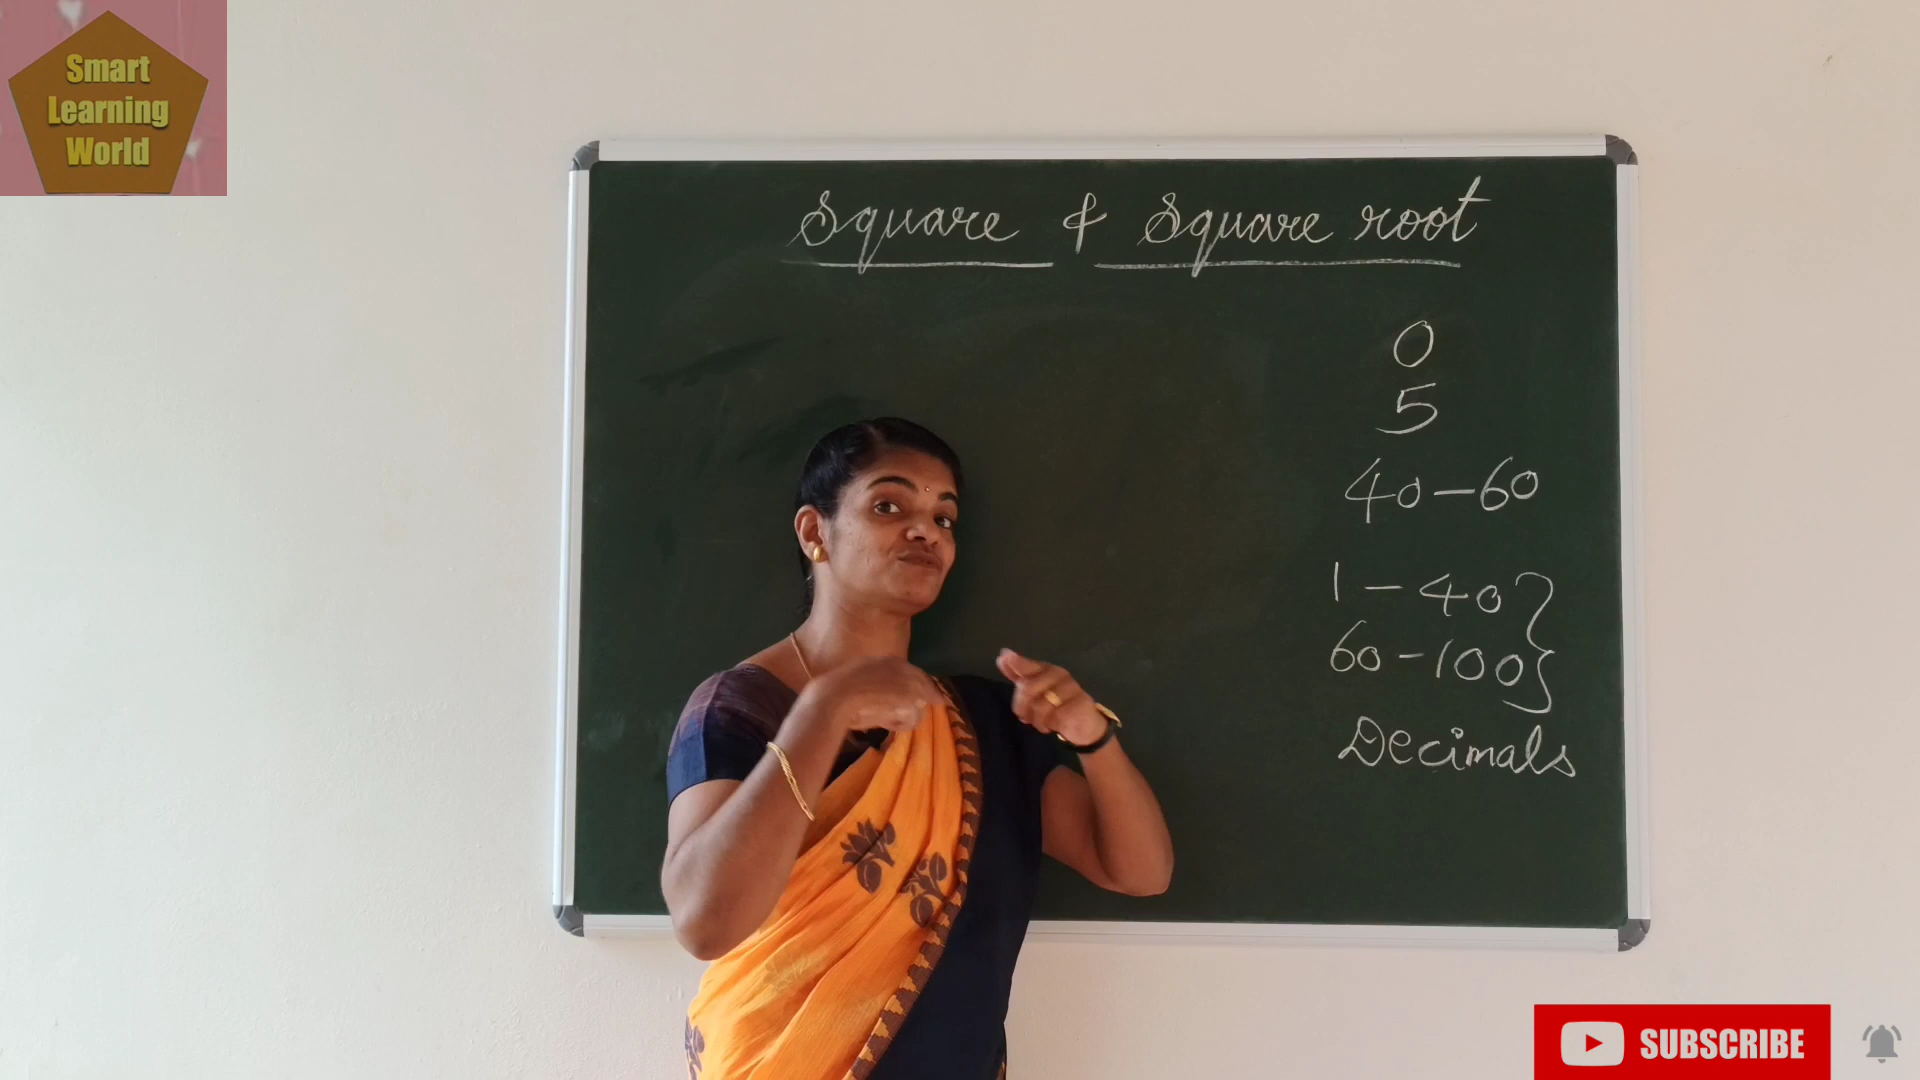 Smart
Learning
World
Square & Square root
0
5
40-60
1 - 40
60-100
Decimals
SUBSCRIBE